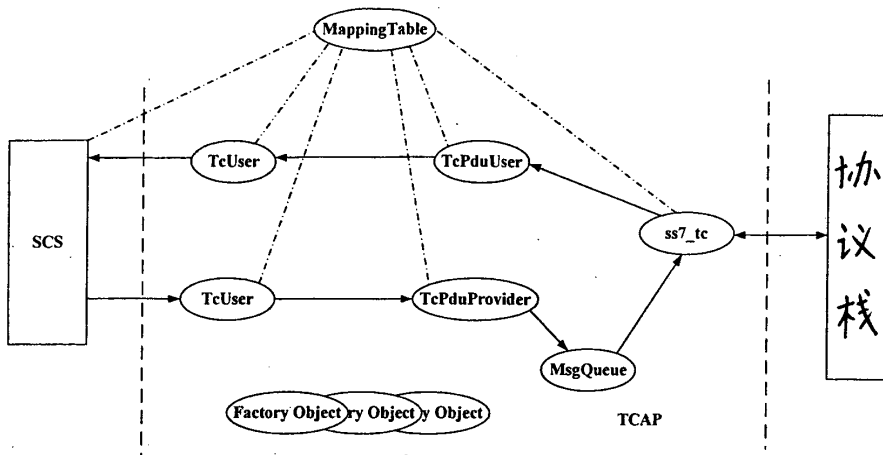 MappingTable
TcUser
TcPduUser
SCS
ss7_tc
TcUser
TcPduProvider
MsgQueue
Factory Object
ry Object
y Object
TCAP
协
议
栈